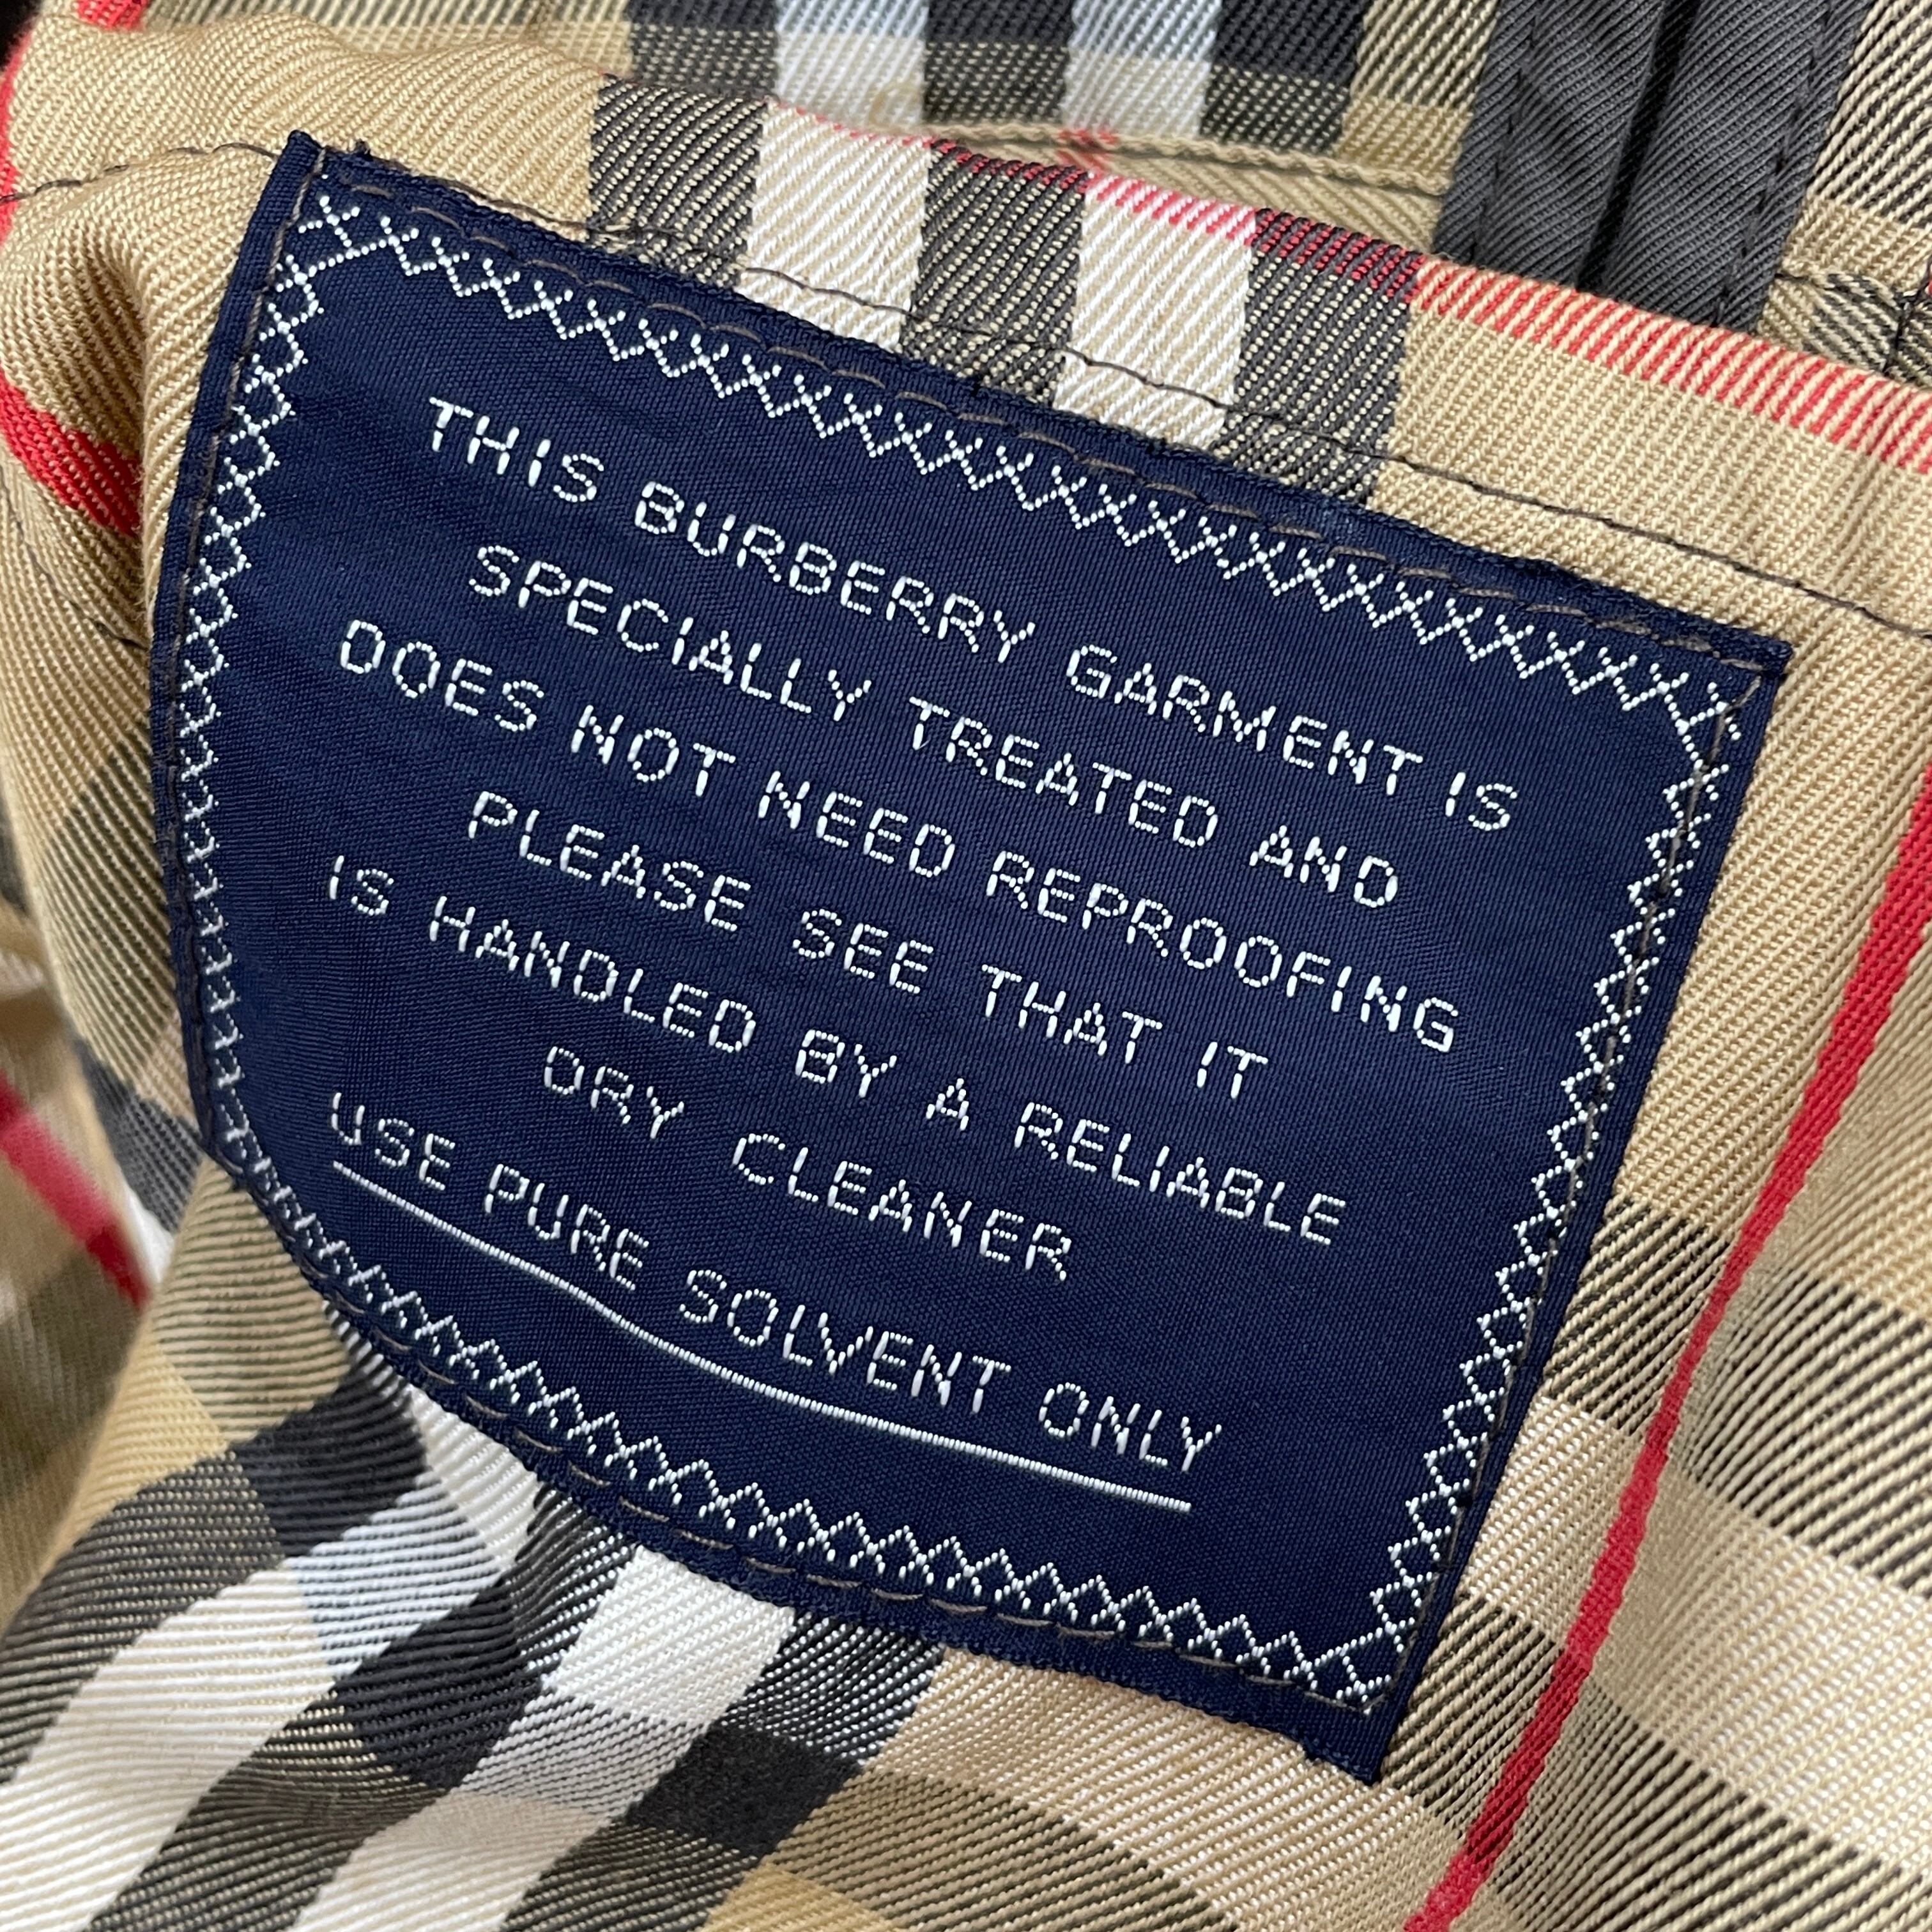 THIS BURBERRY GARMENT IS
SPECIALLY TREATED AND
DOES NOT NEED REPROOFING
PLEASE SEE THAT IT
IS HANDLED BY A RELIABLE
DRY CLEANER
USE PURE SOLVENT ONLY